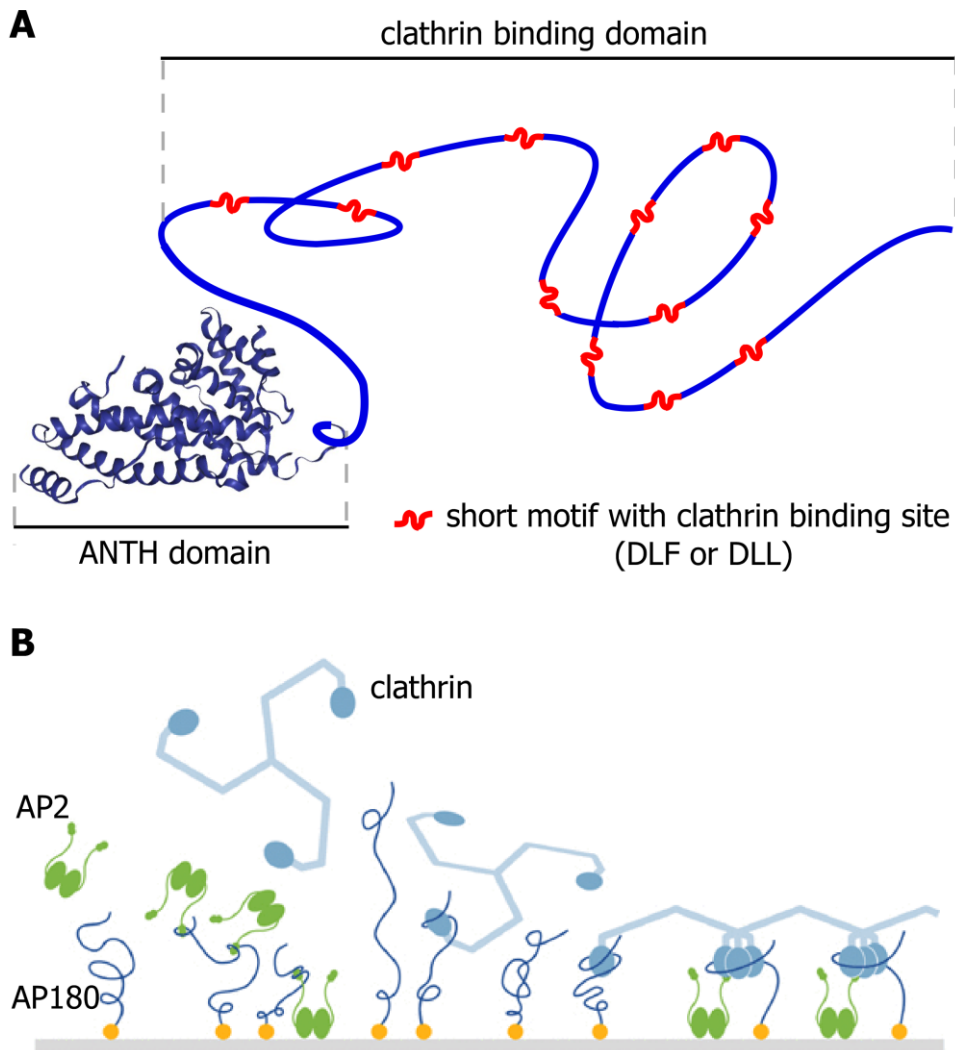 A
clathrin binding domain
short motif with clathrin binding site
(DLF or DLL)
ANTH domain
B
clathrin
AP2
AP180